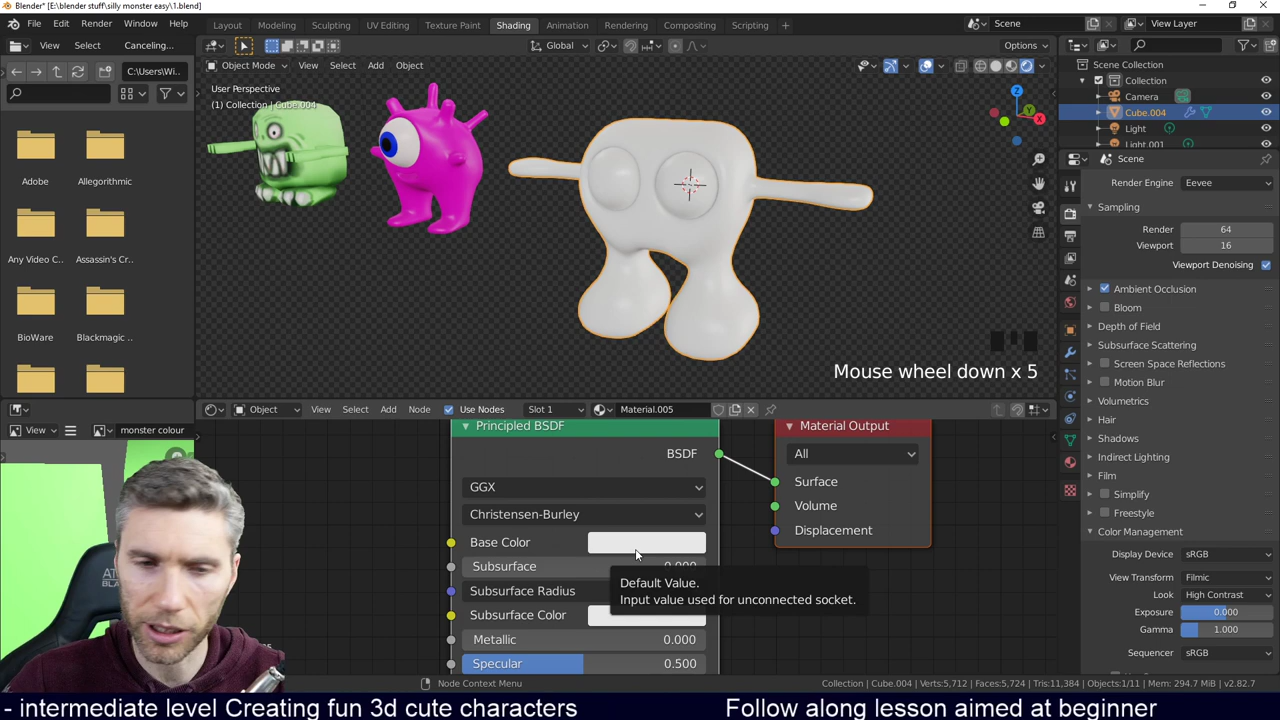 Blender* [E:\blender stuff\silly monster easy\1.blend]
File Edit Render Window Help Layout Modeling Sculpting UV Editing Texture Paint Shading Animation Rendering Compositing Scripting + Scene View Layer
View Select Canceling... Global Options
C:\Users\Wi.. Object Mode View Select Add Object
User Perspective
(1) Collection | Cube.004
Adobe Allegorithmic
Any Video C.. Assassin's Cr..
BioWare Blackmagic ..
Scene Collection
Collection
Camera
Cube.004
Light
Light.001
Scene
Render Engine Eevee
Sampling
Render 64
Viewport 16
Viewport Denoising
Ambient Occlusion
Bloom
Depth of Field
Subsurface Scattering
Screen Space Reflections
Motion Blur
Volumetrics
Hair
Shadows
Indirect Lighting
Film
Simplify
Freestyle
Color Management
Display Device sRGB
View Transform Filmic
Look High Contrast
Exposure 0.000
Gamma 1.000
Sequencer sRGB
Z
Y
X
Mouse wheel down x 5
Object View Select Add Node Use Nodes Slot 1 Material.005
View monster colour
Principled BSDF
BSDF
GGX
Christensen-Burley
Base Color
Subsurface 0.000
Subsurface Radius
Subsurface Color
Metallic 0.000
Specular 0.500
Default Value.
Input value used for unconnected socket.
Material Output
All
Surface
Volume
Displacement
Node Context Menu
Collection | Cube.004 | Verts:5,712 | Faces:5,724 | Tris:11,384 | Objects:1/11 | Mem: 294.7 MiB | v2.82.7
- intermediate level Creating fun 3d cute characters Follow along lesson aimed at beginner